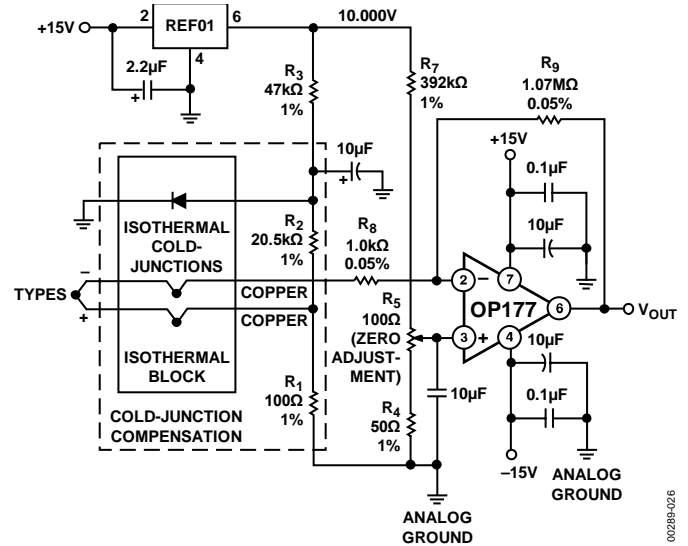 +15V
2
REF01
6
4
10.000V
2.2µF
+
R3
47kΩ
1%
R7
392kΩ
1%
R9
1.07MΩ
0.05%
10µF
+
+15V
0.1µF
10µF
ISOTHERMAL
COLD-
JUNCTIONS
R2
20.5kΩ
1%
R8
1.0kΩ
0.05%
TYPES
–
+
COPPER
COPPER
ISOTHERMAL
BLOCK
COLD-JUNCTION
COMPENSATION
R1
100Ω
1%
R5
100Ω
(ZERO
ADJUST-
MENT)
R4
50Ω
1%
10µF
2
–
7
OP177
6
3
+
4
VOUT
10µF
0.1µF
–15V
ANALOG
GROUND
ANALOG
GROUND
00289-026